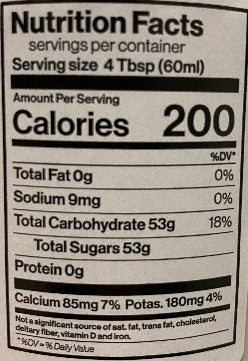 Nutrition Facts
servings per container
Serving size 4 Tbsp (60ml)
Amount Per Serving
Calories 200
%DV*
Total Fat 0g 0%
Sodium 9mg 0%
Total Carbohydrate 53g 18%
Total Sugars 53g
Protein 0g
Calcium 85mg 7% Potas. 180mg 4%
Not a significant source of sat. fat, trans fat, cholesterol,
deitary fiber, vitamin D and iron.
*%DV = % Daily Value